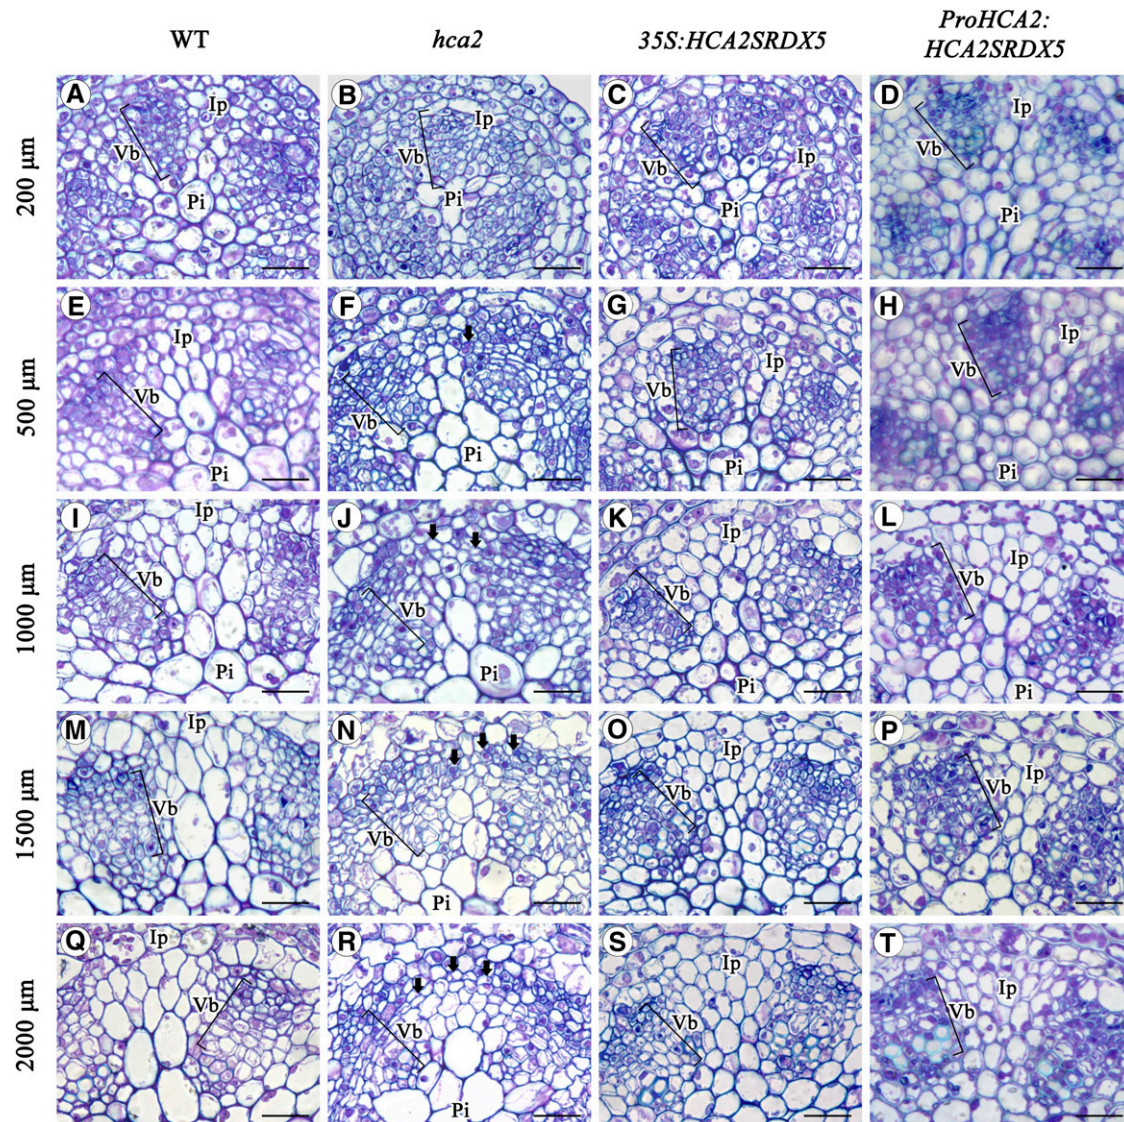 WT hca2 35S:HCA2SRDX5 ProHCA2:
HCA2SRDX5
200 µm
A Ip Vb Pi
B Ip Vb
C Ip Vb Pi
D Ip Vb Pi
500 µm
E Ip Vb Pi
F Vb Pi
G Ip Vb Pi
H Ip Vb Pi
1000 µm
I Ip Vb Pi
J Vb Pi
K Ip Vb Pi
L Ip Vb Pi
1500 µm
M Ip Vb
N Vb Pi
O Ip Vb
P Ip Vb
2000 µm
Q Ip Vb
R Vb Pi
S Ip Vb
T Ip Vb